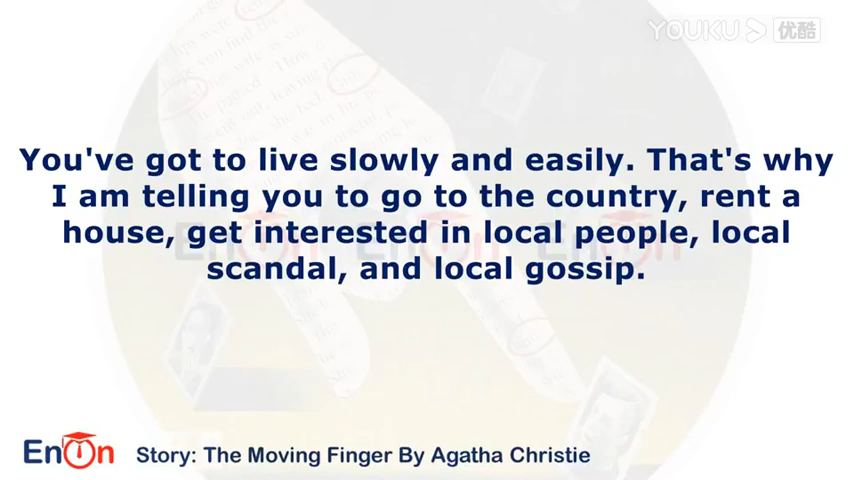 YOUKU 优酷
You've got to live slowly and easily. That's why
I am telling you to go to the country, rent a
house, get interested in local people, local
scandal, and local gossip.
EnOn
Story: The Moving Finger By Agatha Christie